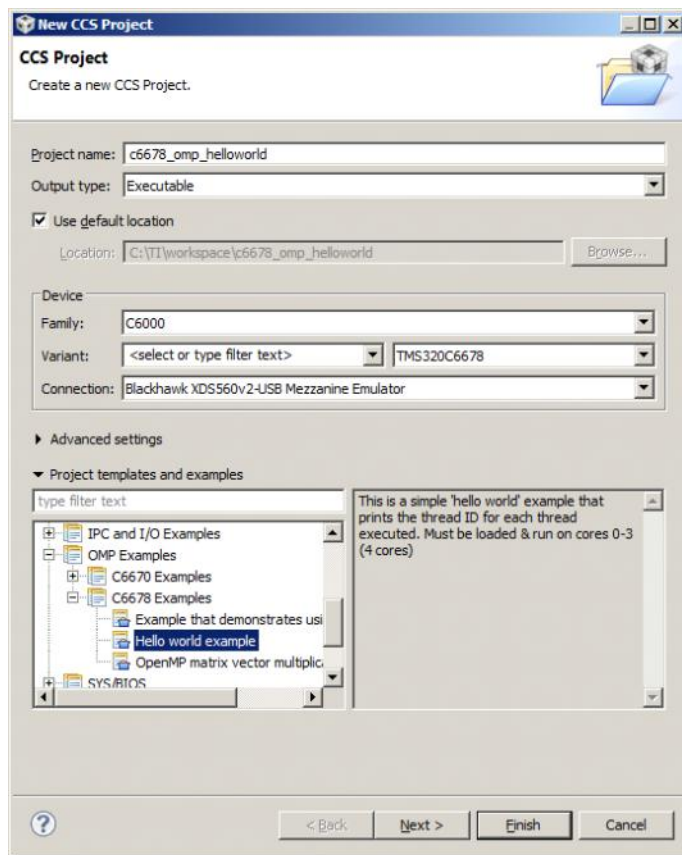 New CCS Project
CCS Project
Create a new CCS Project.
Project name: c6678_omp_helloworld
Output type: Executable
Use default location
Location: C:\TI\workspace\c6678_omp_helloworld Browse...
Device
Family: C6000
Variant: <select or type filter text> TMS320C6678
Connection: Blackhawk XDS560v2-USB Mezzanine Emulator
Advanced settings
Project templates and examples
type filter text
IPC and I/O Examples
OMP Examples
C6670 Examples
C6678 Examples
Example that demonstrates usi
Hello world example
OpenMP matrix vector multiplica
SYS/BIOS
This is a simple 'hello world' example that
prints the thread ID for each thread
executed. Must be loaded & run on cores 0-3
(4 cores)
? < Back Next > Finish Cancel